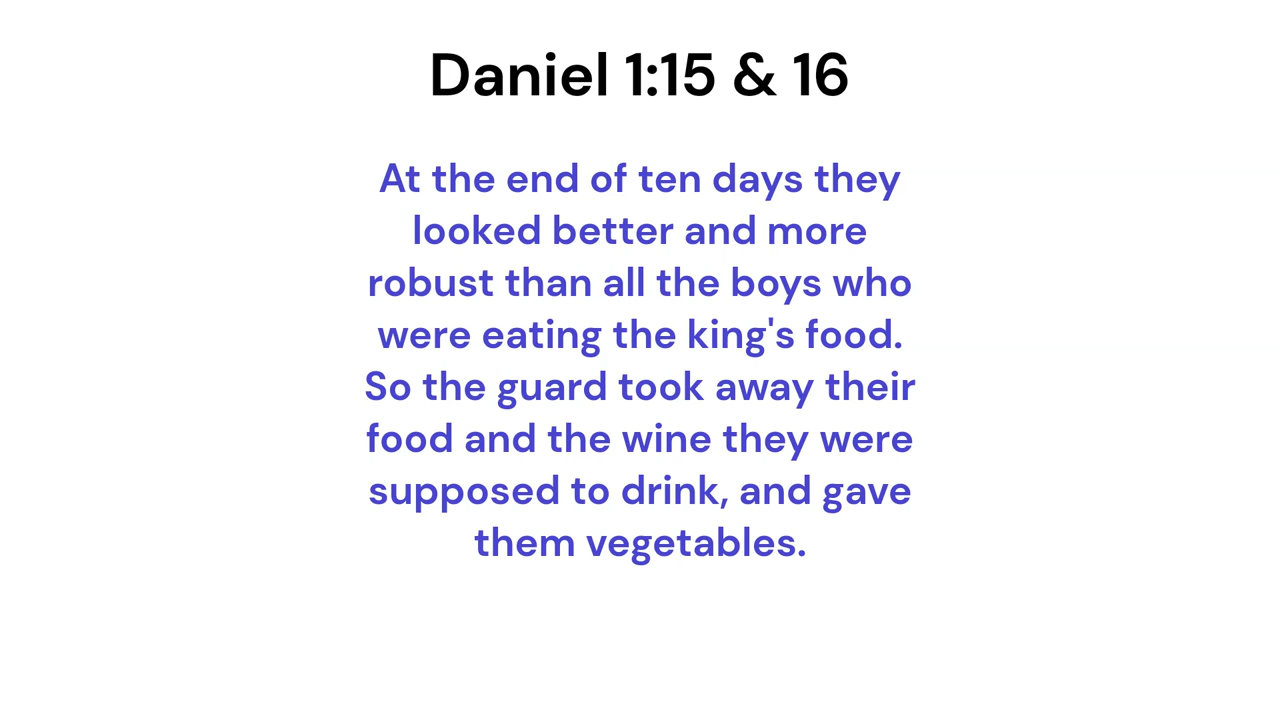 Daniel 1:15 & 16
At the end of ten days they
looked better and more
robust than all the boys who
were eating the king's food.
So the guard took away their
food and the wine they were
supposed to drink, and gave
them vegetables.